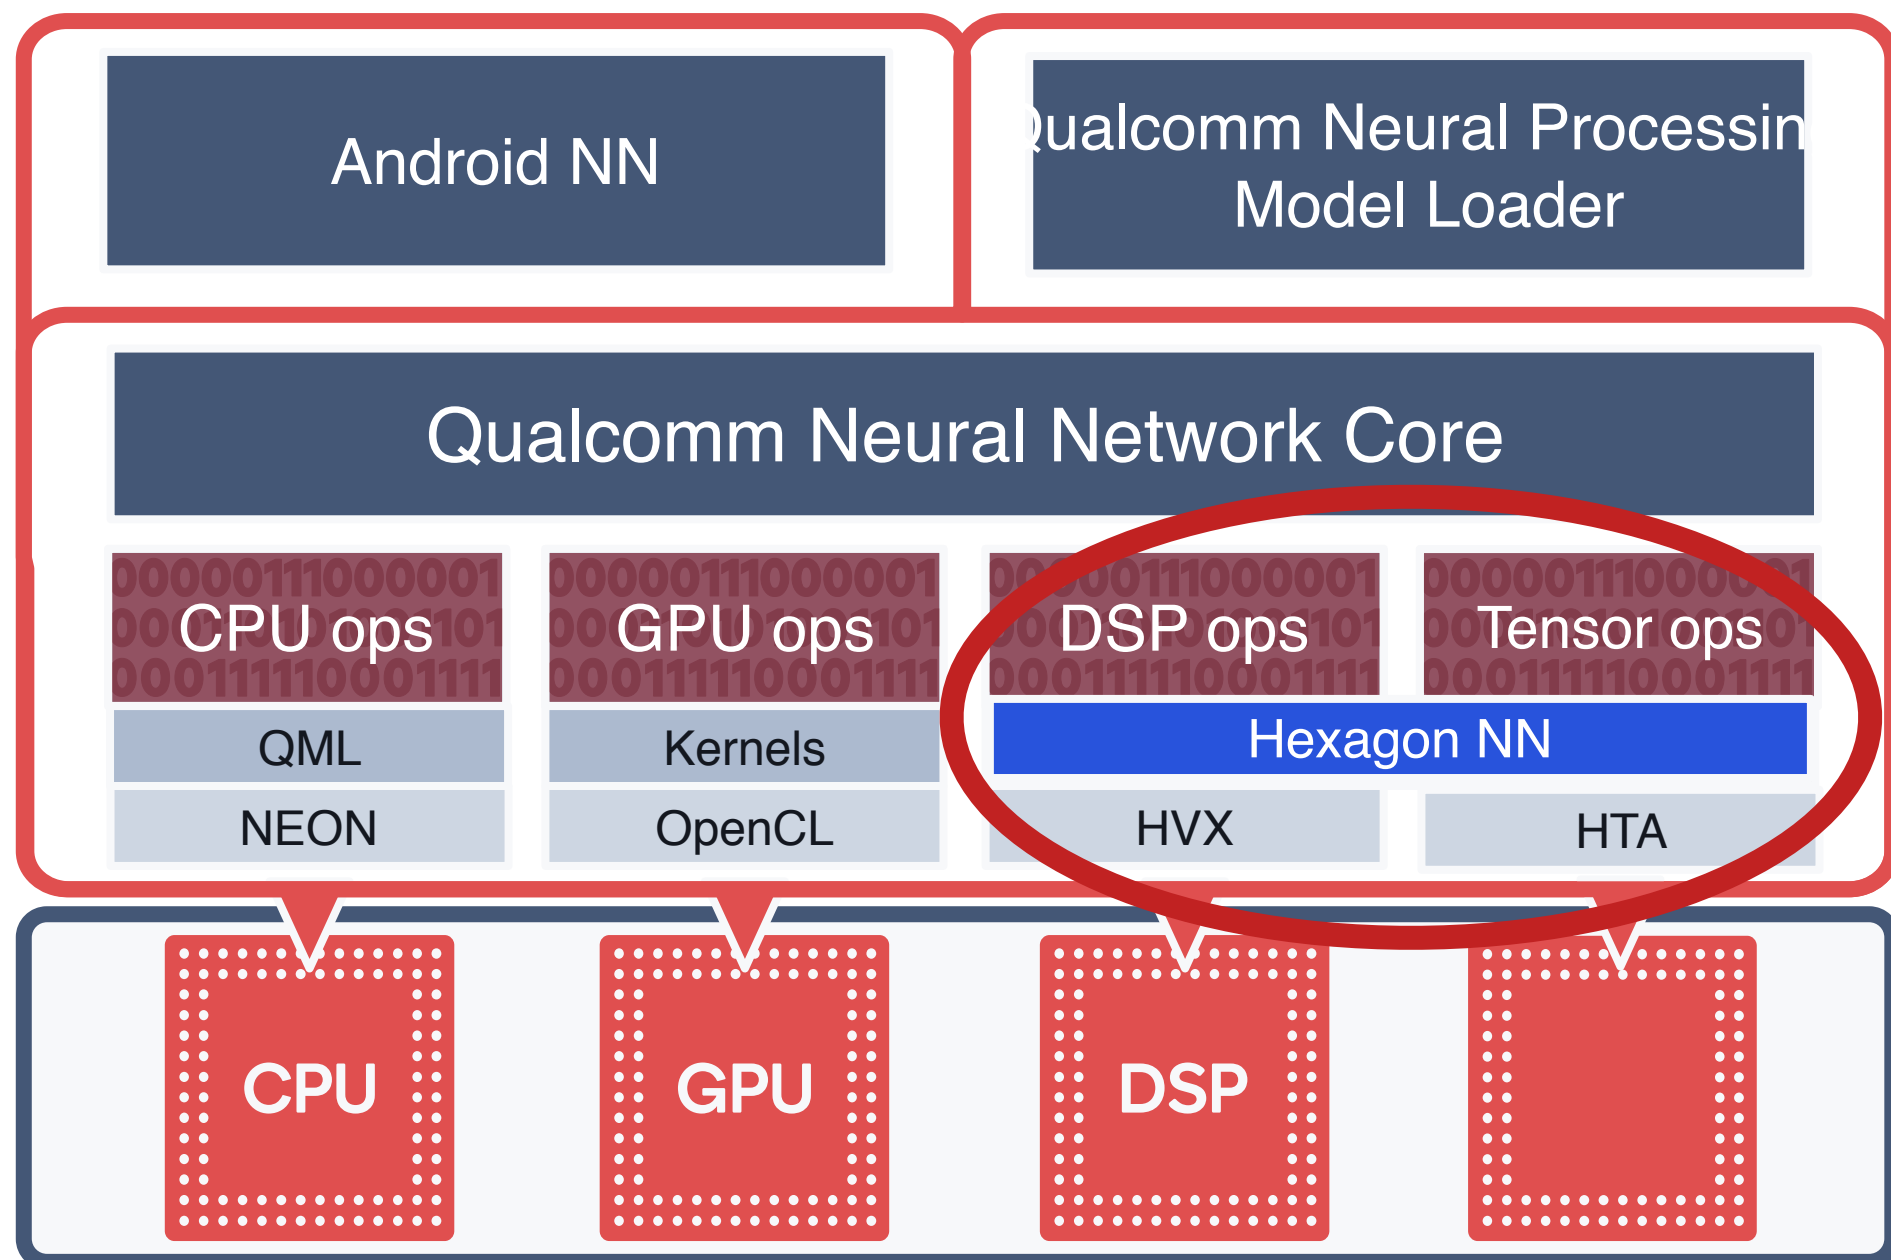 Android NN
Qualcomm Neural Processin
Model Loader
Qualcomm Neural Network Core
CPU ops
GPU ops
DSP ops
Tensor ops
QML
Kernels
Hexagon NN
NEON
OpenCL
HVX
HTA
CPU
GPU
DSP